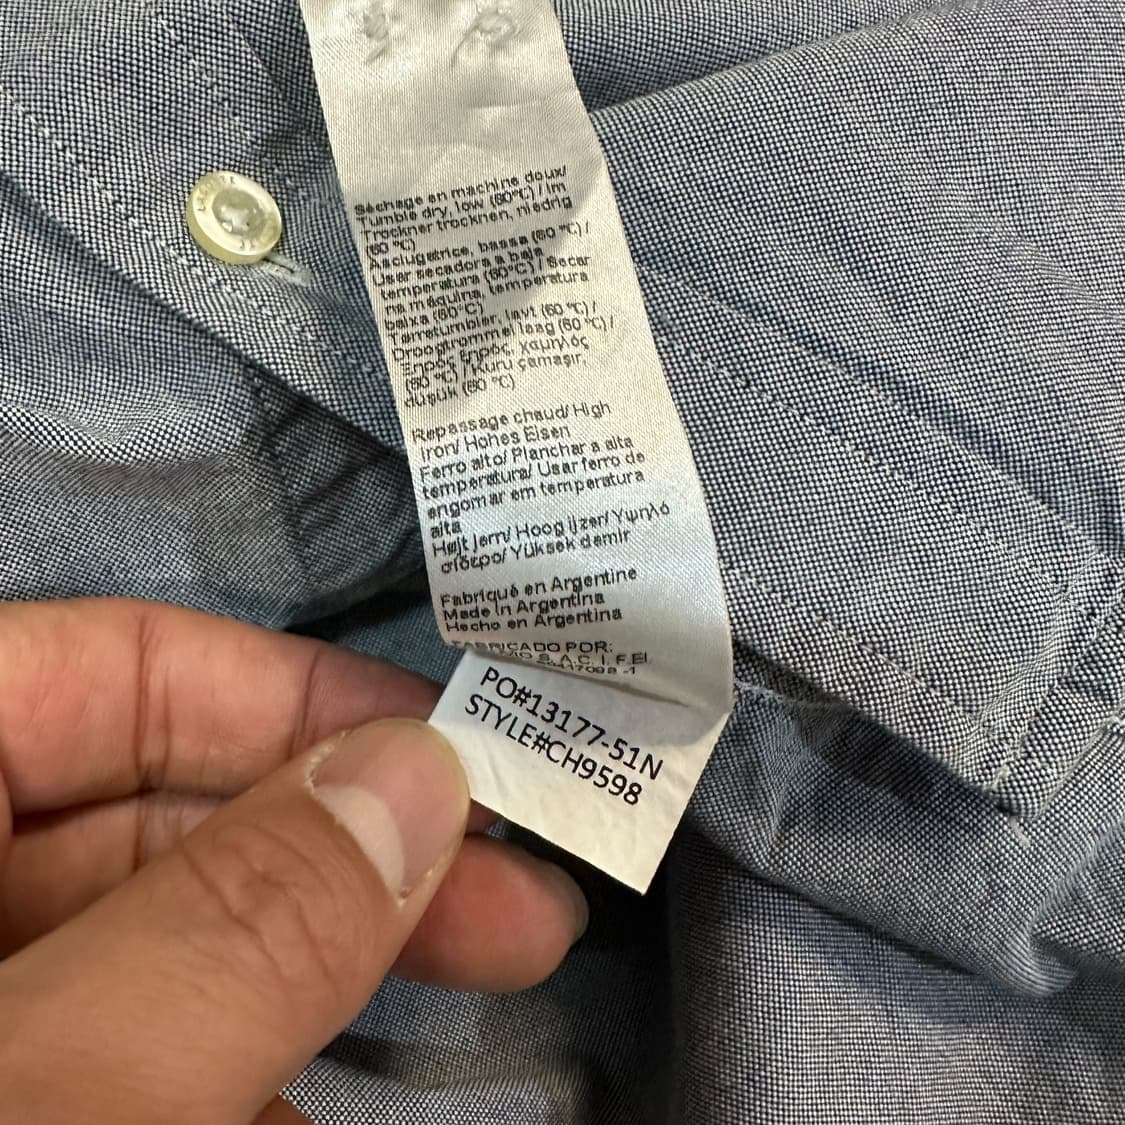 LACOSTE
Séchage en machine doux/
Tumble dry, low (60°C) / Im
Trockner trocknen, niedrig
(60 °C)
Asciugatrice, bassa (60 °C) /
Usar secadora a baja
temperatura (60°C) / Secar
na máquina, temperatura
baixa (60°C)
Tørretumbler, lavt (60 °C) /
Droogtrommel laag (60 °C) /
χαμηλός
(60 °C) / Kuru çamaşır,
düşük (60 °C)
Repassage chaud/ High
Iron/ Hohes Eisen
Ferro alto/ Planchar a alta
temperatura/ Usar ferro de
engomar em temperatura
alta
Højt jern/ Hoog ijzer/ Υψηλό
σίδερο/ Yüksek demir
Fabriqué en Argentine
Made in Argentina
Hecho en Argentina
FABRICADO POR:
S.A.C.I.F.EI
PO#13177-51N
STYLE#CH9598